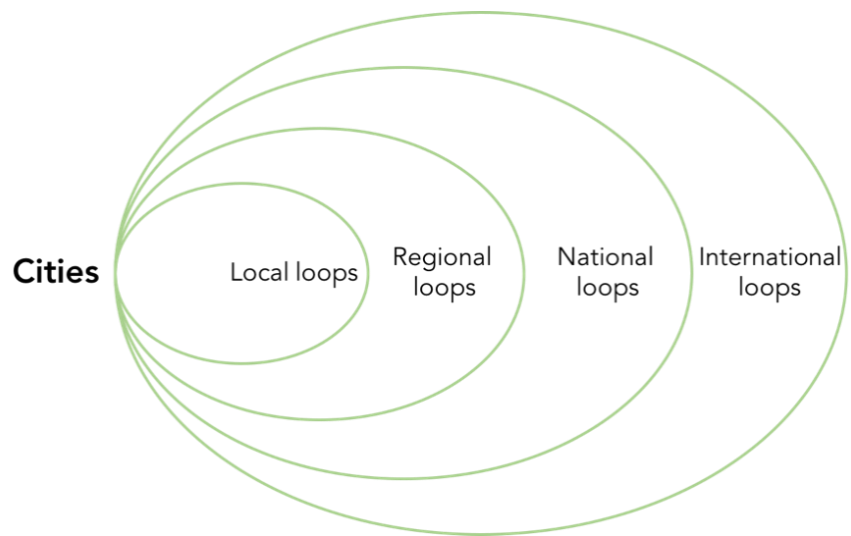 Cities
Local loops
Regional
loops
National
loops
International
loops